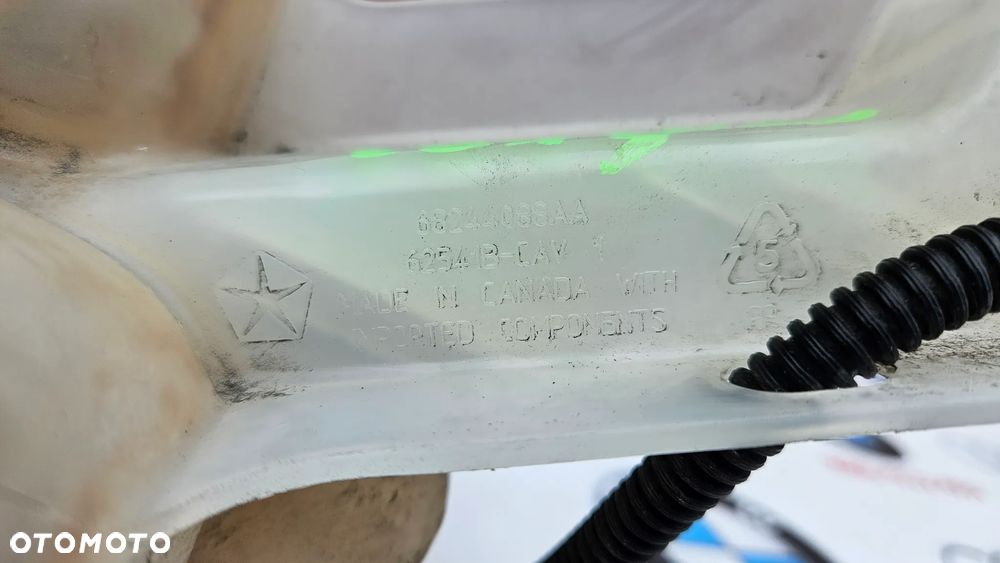 68244088AA
62541B-CAV 1
MADE IN CANADA WITH
IMPORTED COMPONENTS
5
PP
OTOMOTO